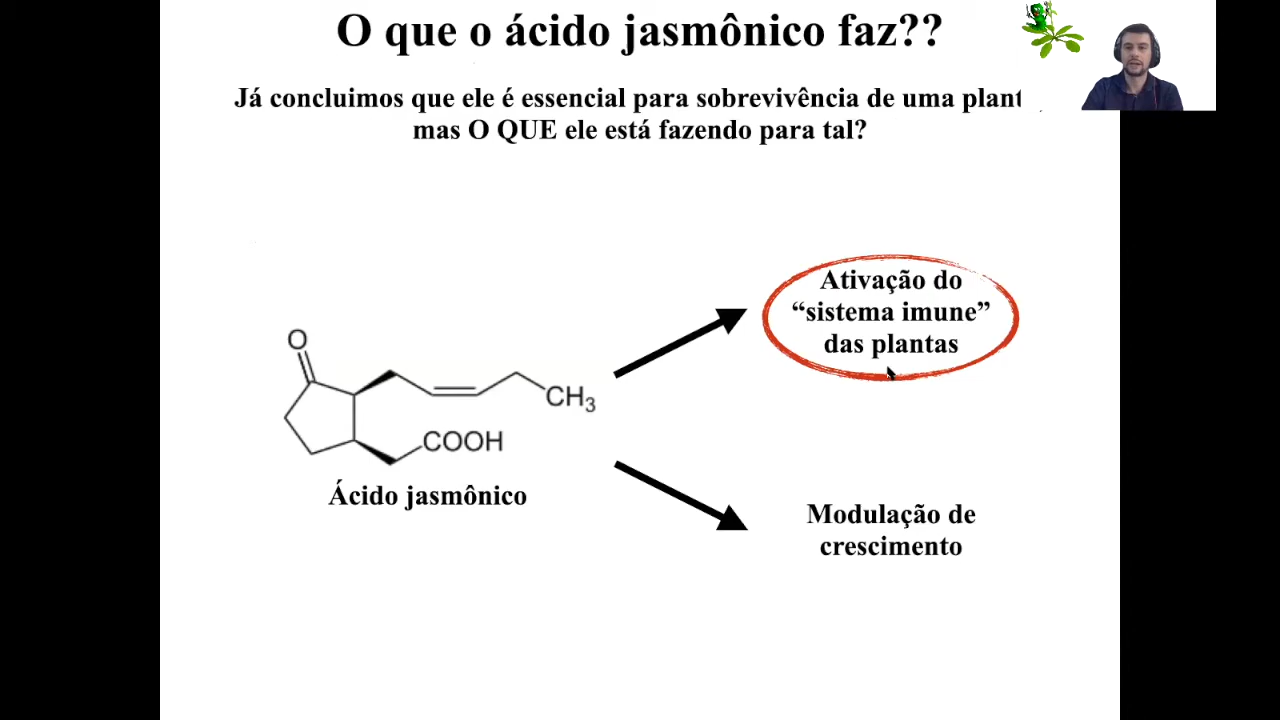 O que o ácido jasmônico faz??
Já concluimos que ele é essencial para sobrevivência de uma plant
mas O QUE ele está fazendo para tal?
Ativação do
“sistema imune”
das plantas
O
CH3
COOH
Ácido jasmônico
Modulação de
crescimento